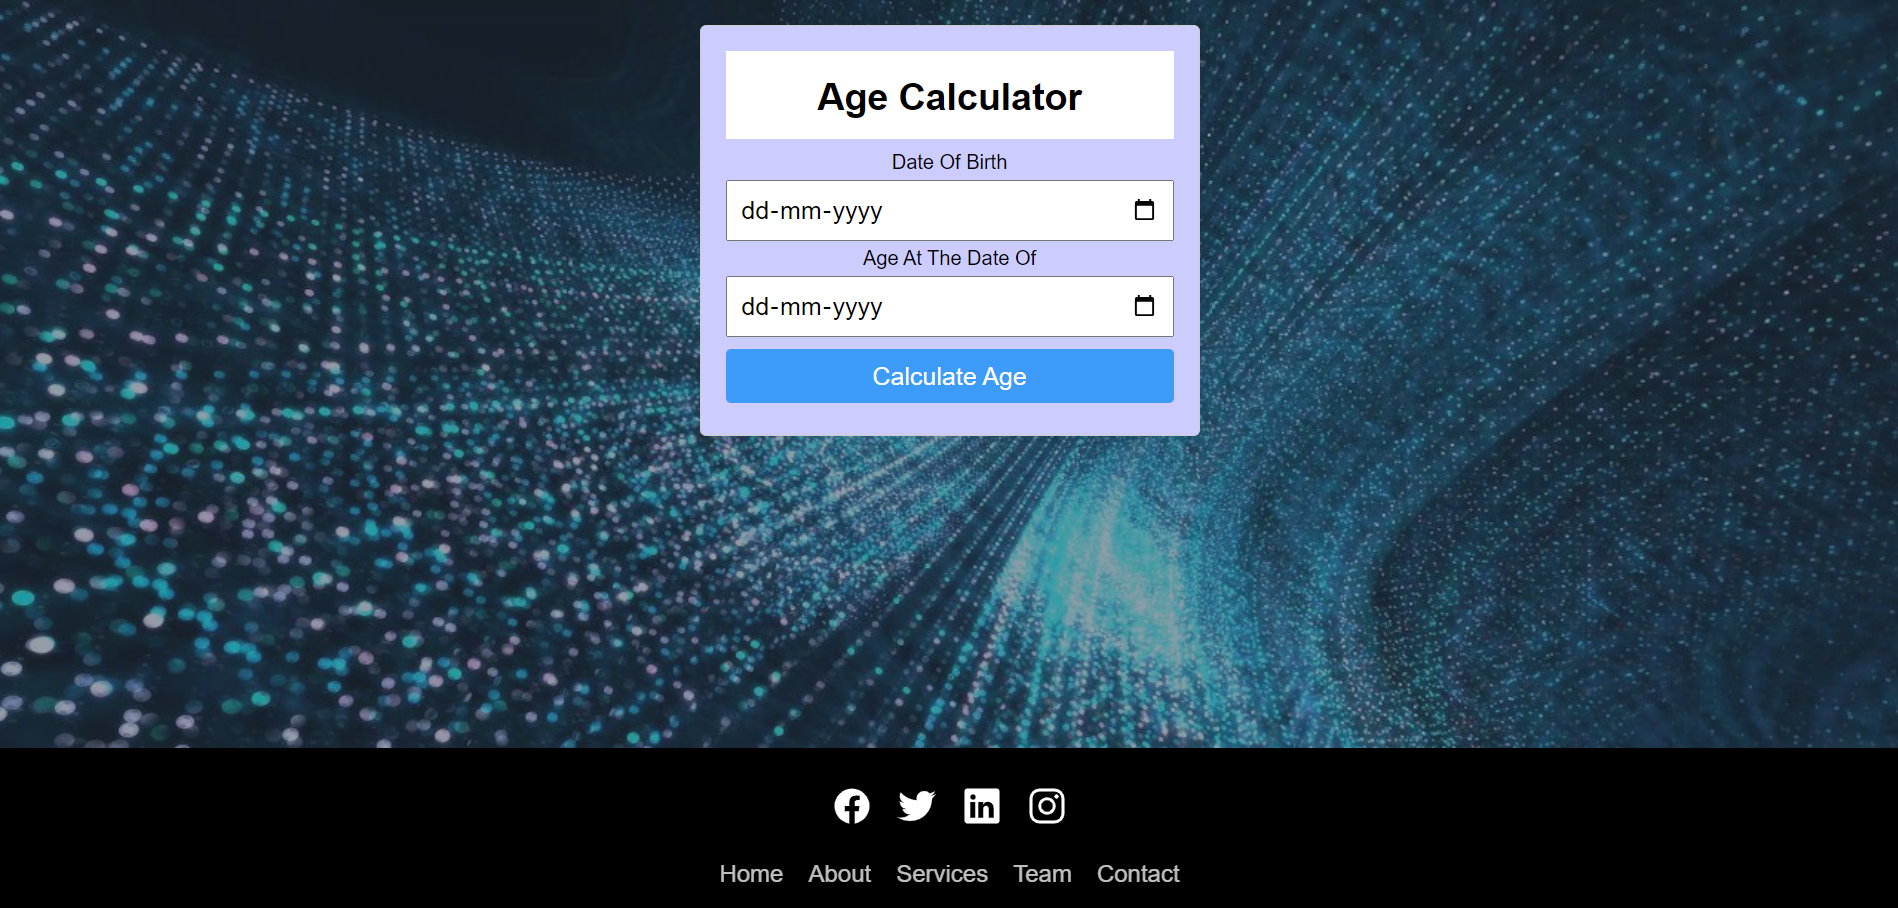 Age Calculator
Date Of Birth
dd-mm-yyyy
Age At The Date Of
dd-mm-yyyy
Calculate Age
Home About Services Team Contact